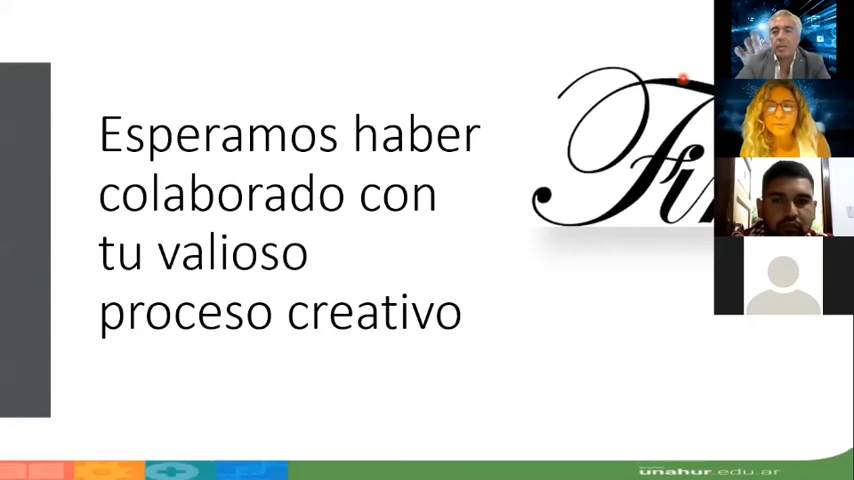 Esperamos haber
colaborado con
tu valioso
proceso creativo
unahur.edu.ar